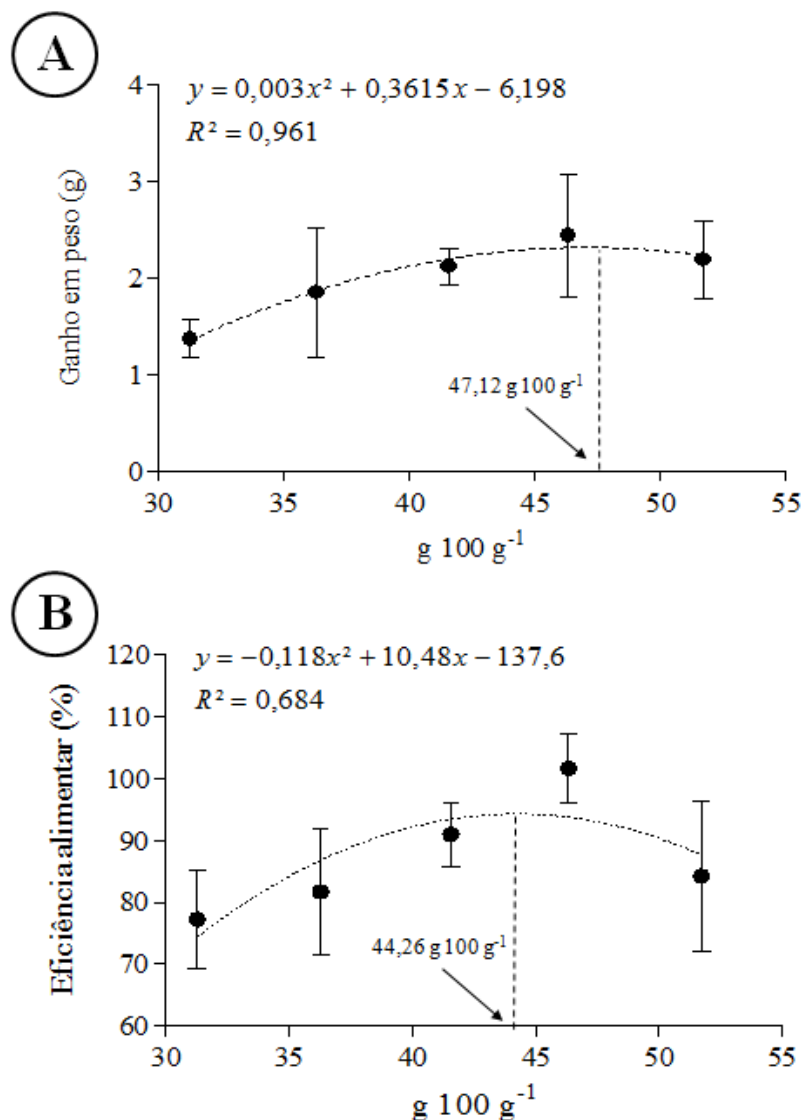 A
y = 0,003x² + 0,3615x − 6,198
R² = 0,961
Ganho em peso (g)
4
3
2
1
0
47,12 g 100 g⁻¹
30 35 40 45 50 55
g 100 g⁻¹
B
y = −0,118x² + 10,48x − 137,6
R² = 0,684
Eficiência alimentar (%)
120
110
100
90
80
70
60
44,26 g 100 g⁻¹
30 35 40 45 50 55
g 100 g⁻¹